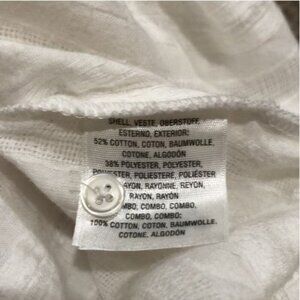 SHELL, VESTE, OBERSTOFF,
ESTERNO, EXTERIOR:
52% COTTON, COTON, BAUMWOLLE,
COTONE, ALGODÓN
38% POLYESTER, POLYESTER,
POLYESTER, POLIESTERE, POLIÉSTER
RAYON, RAYONNE, REYON,
RAYON, RAYÓN
COMBO, COMBO,
COMBO, COMBO:
100% COTTON, COTON, BAUMWOLLE,
COTONE, ALGODÓN